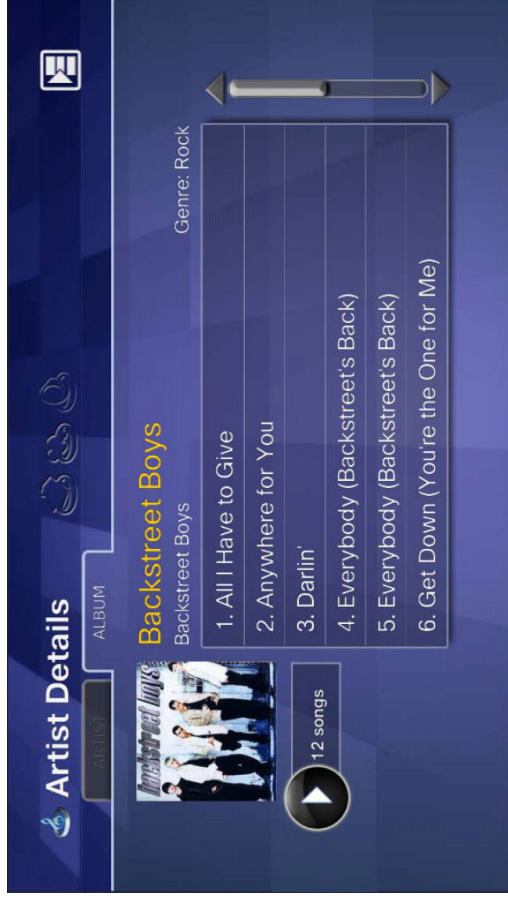 Artist Details
ARTIST
ALBUM
backstreet boys
Backstreet Boys
Backstreet Boys
Genre: Rock
12 songs
1. All I Have to Give
2. Anywhere for You
3. Darlin'
4. Everybody (Backstreet's Back)
5. Everybody (Backstreet's Back)
6. Get Down (You're the One for Me)